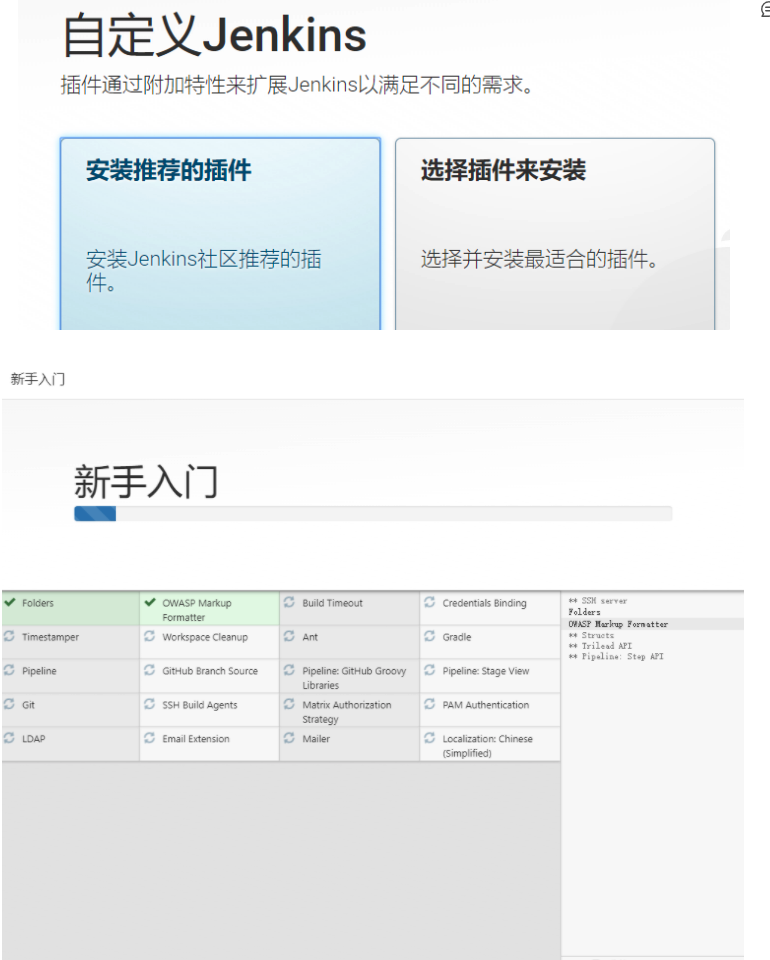 自定义Jenkins
插件通过附加特性来扩展Jenkins以满足不同的需求。
安装推荐的插件
选择插件来安装
安装Jenkins社区推荐的插
件。
选择并安装最适合的插件。
新手入门
新手入门
Folders
OWASP Markup
Formatter
Build Timeout
Credentials Binding
Timestamper
Workspace Cleanup
Ant
Gradle
Pipeline
GitHub Branch Source
Pipeline: GitHub Groovy
Libraries
Pipeline: Stage View
Git
SSH Build Agents
Matrix Authorization
Strategy
PAM Authentication
LDAP
Email Extension
Mailer
Localization: Chinese
(Simplified)
** SSH server
Folders
OWASP Markup Formatter
** Structs
** Trilead API
** Pipeline: Step API